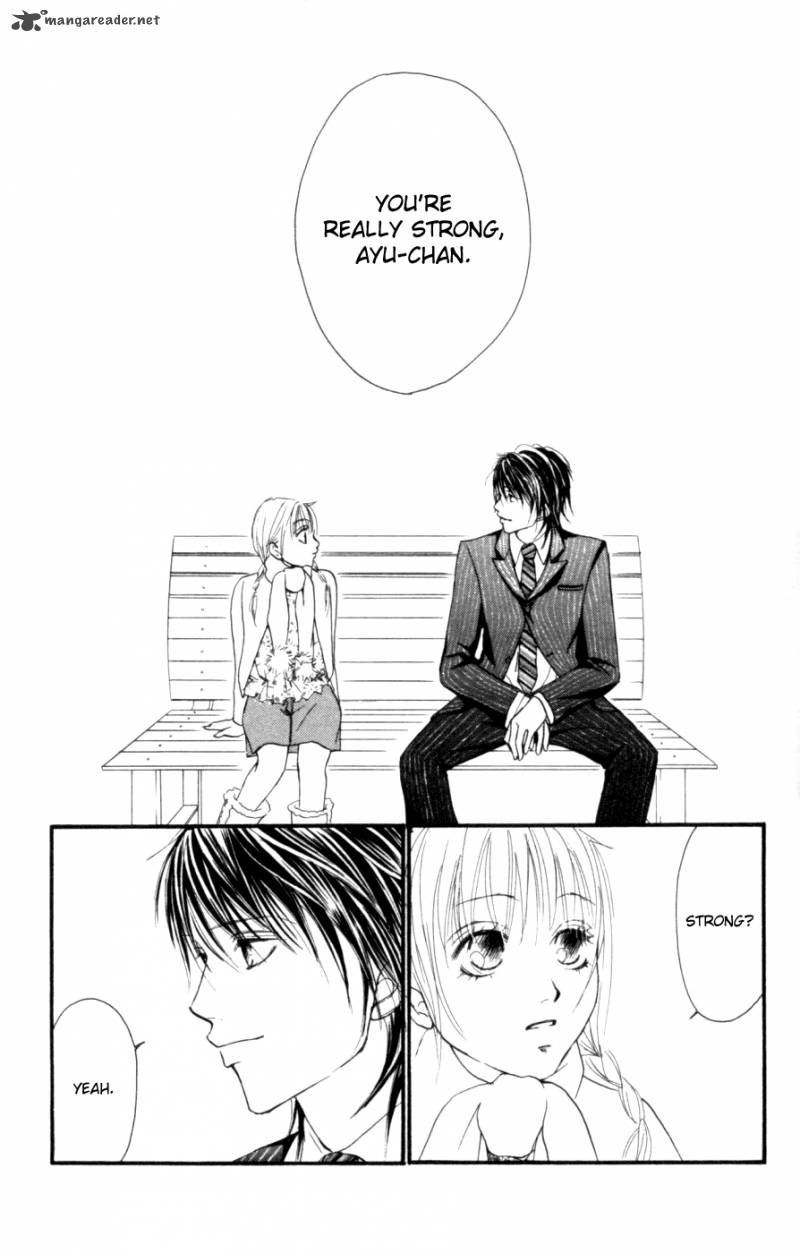 mangareader.net
YOU'RE
REALLY STRONG,
AYU-CHAN.
STRONG?
YEAH.